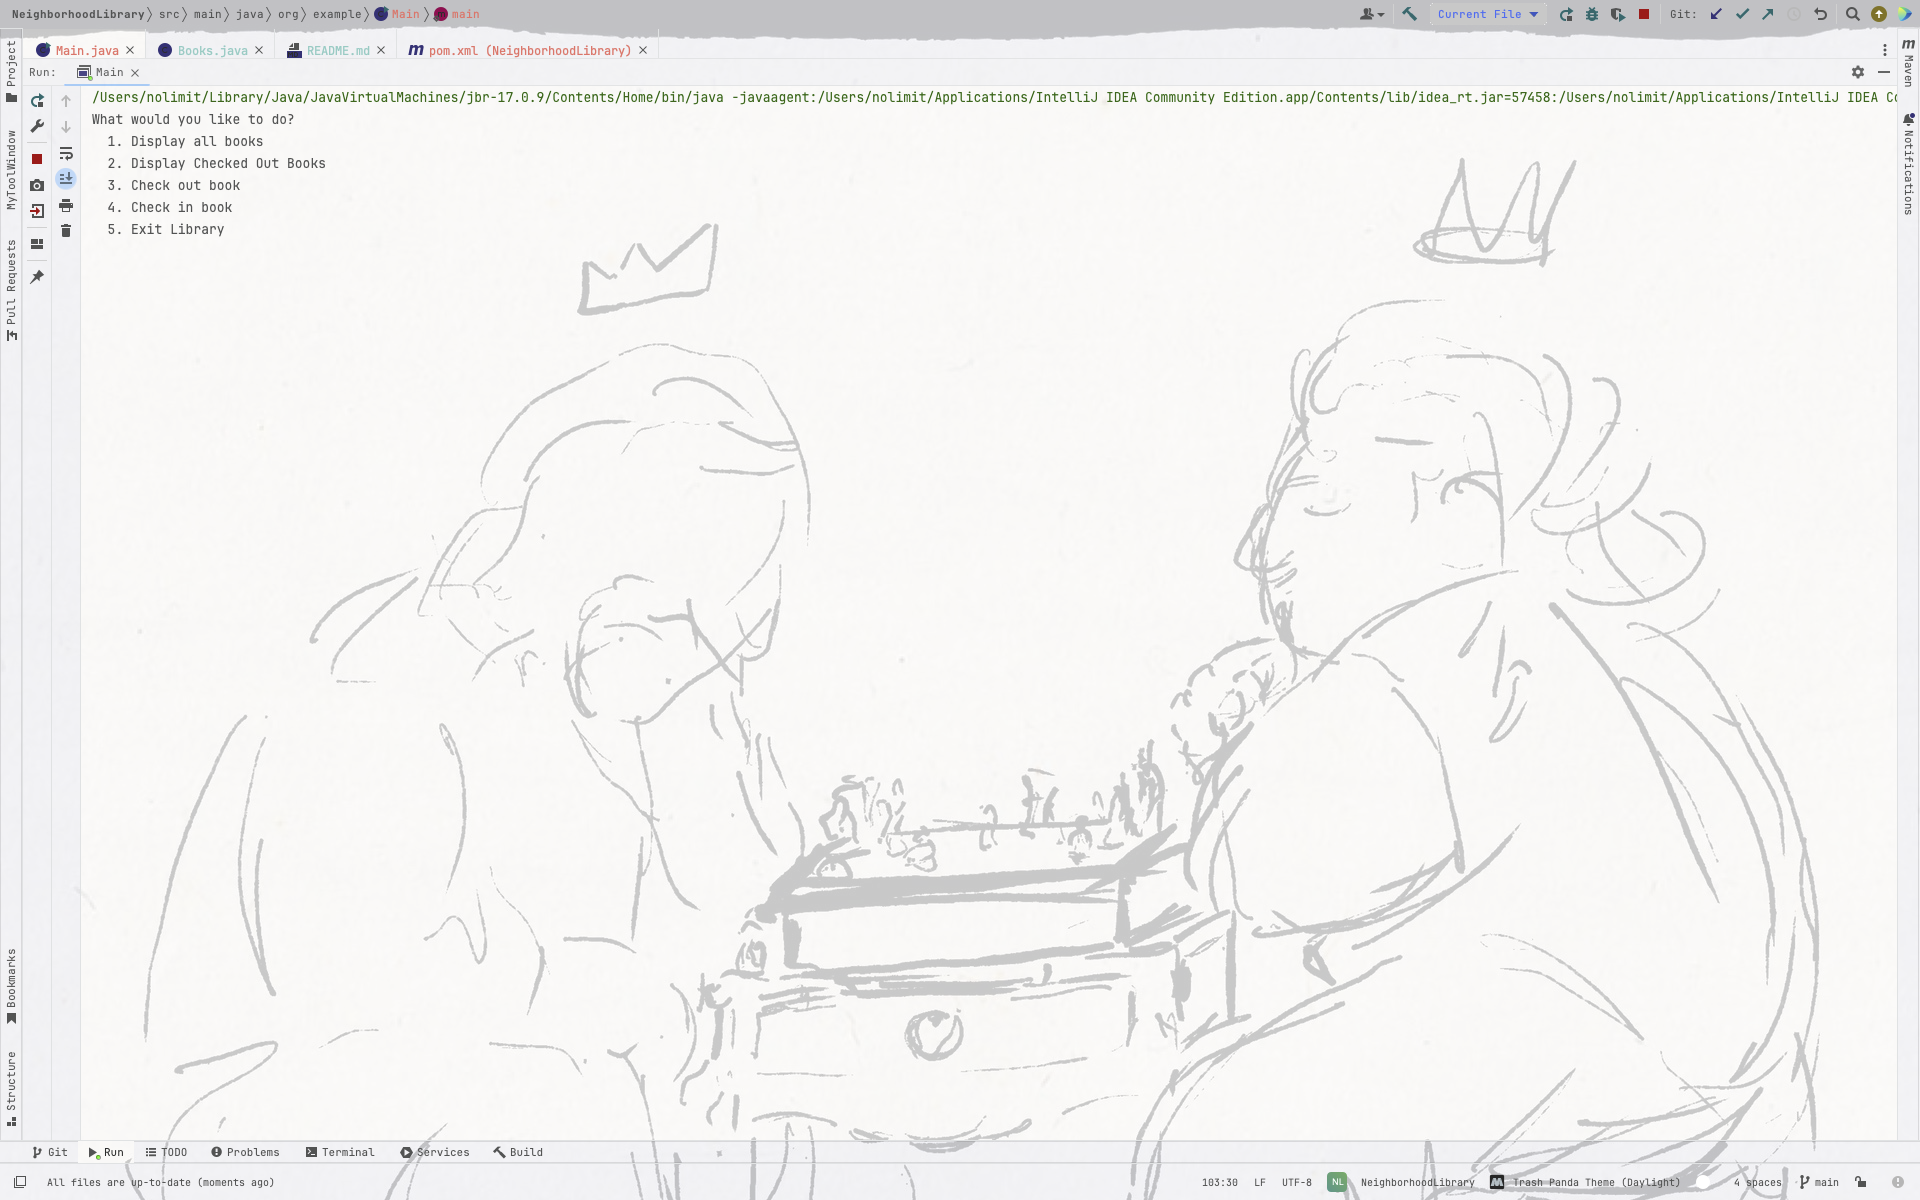 NeighborhoodLibrary src main java org example Main main
Current File Git:
Main.java Books.java README.md pom.xml (NeighborhoodLibrary)
Run: Main
/Users/nolimit/Library/Java/JavaVirtualMachines/jbr-17.0.9/Contents/Home/bin/java -javaagent:/Users/nolimit/Applications/IntelliJ IDEA Community Edition.app/Contents/lib/idea_rt.jar=57458:/Users/nolimit/Applications/IntelliJ IDEA Co
What would you like to do?
1. Display all books
2. Display Checked Out Books
3. Check out book
4. Check in book
5. Exit Library
Project
MyToolWindow
Pull Requests
Bookmarks
Structure
Maven
Notifications
Git Run TODO Problems Terminal Services Build
All files are up-to-date (moments ago) 103:30 LF UTF-8 NL NeighborhoodLibrary M Trash Panda Theme (Daylight) 4 spaces main